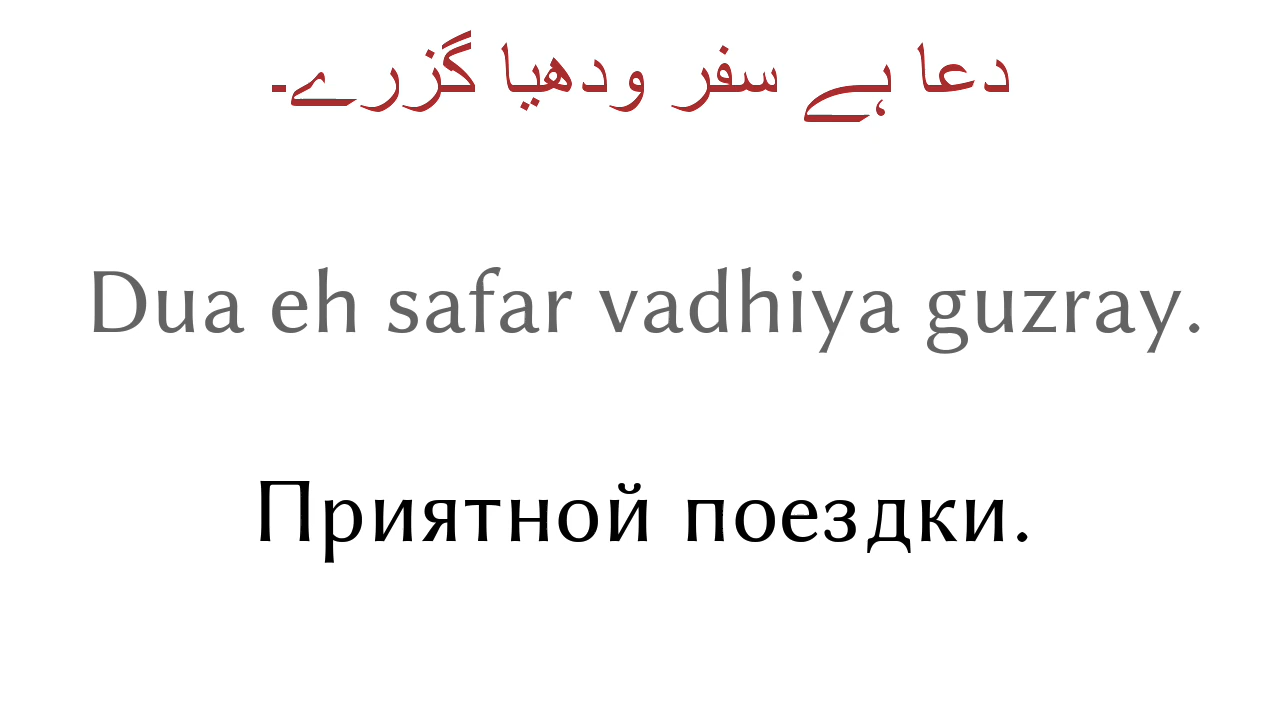 دعا ہے سفر ودھیا گزرے۔
Dua eh safar vadhiya guzray.
Приятной поездки.